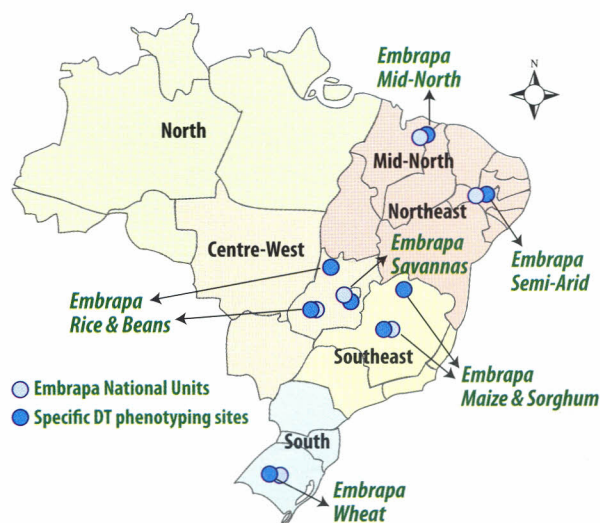 Embrapa
Mid-North
N
North
Mid-North
Northeast
Centre-West
Embrapa
Savannas
Embrapa
Semi-Arid
Embrapa
Rice & Beans
Southeast
Embrapa
Maize & Sorghum
Embrapa National Units
Specific DT phenotyping sites
South
Embrapa
Wheat